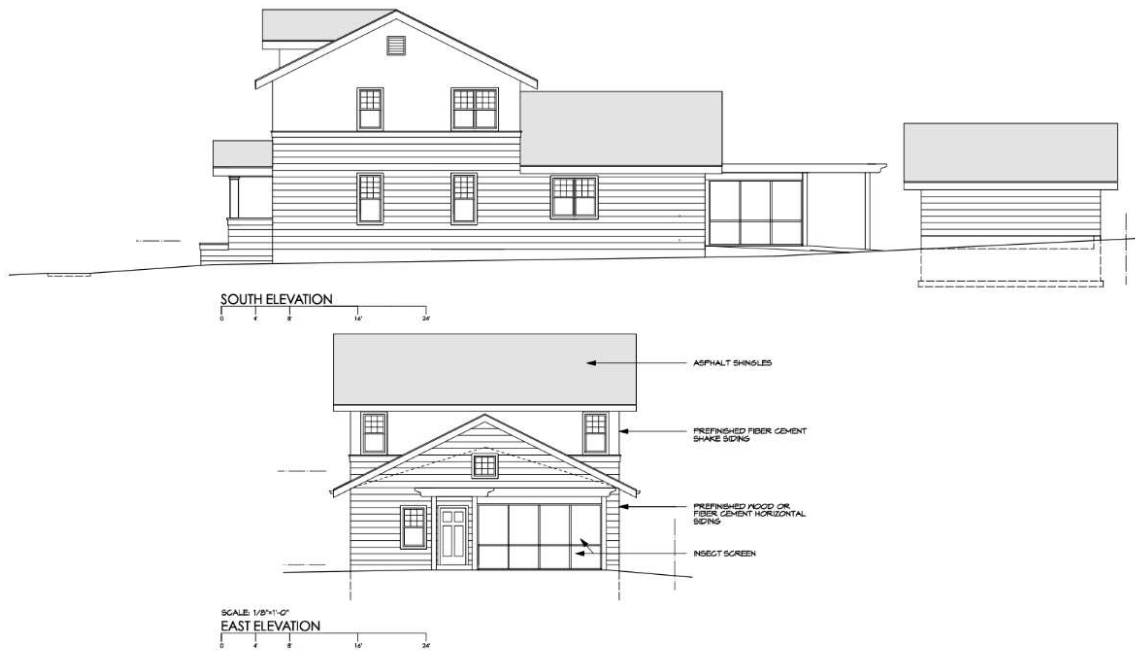 SOUTH ELEVATION
0 4' 8' 16' 24'
ASPHALT SHINGLES
PREFINISHED FIBER CEMENT
SHAKE SIDING
PREFINISHED WOOD OR
FIBER CEMENT HORIZONTAL
SIDING
INSECT SCREEN
SCALE: 1/8"=1'-0"
EAST ELEVATION
0 4' 8' 16' 24'